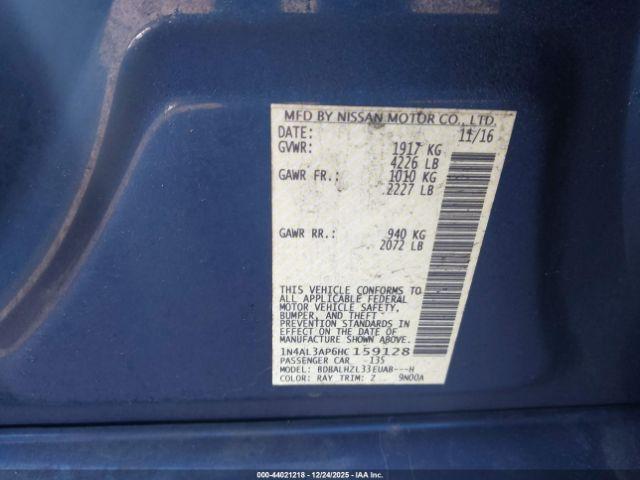 MFD BY NISSAN MOTOR CO., LTD.
DATE: 11/16
GVWR: 1917 KG
4226 LB
GAWR FR.: 1010 KG
2227 LB
GAWR RR.: 940 KG
2072 LB
THIS VEHICLE CONFORMS TO
ALL APPLICABLE FEDERAL
MOTOR VEHICLE SAFETY,
BUMPER, AND THEFT
PREVENTION STANDARDS
IN EFFECT ON THE DATE OF
MANUFACTURE SHOWN ABOVE.
1N4AL3AP6HC 159128
PASSENGER CAR -135
MODEL: BDBALHZL33EUAB---H
COLOR: RAY TRIM: Z 9N00A
000-44021218 - 12/24/2025 - IAA, Inc.